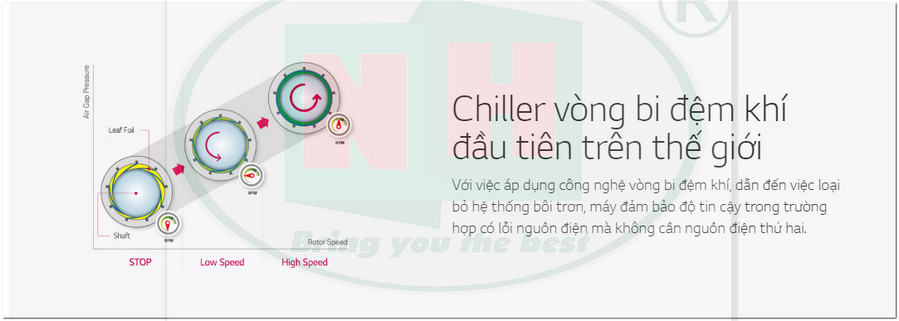 R
NH
Air Gap Pressure
Leaf Foil
Shaft
RPM
RPM
RPM
Rotor Speed
STOP
Low Speed
High Speed
Bring you the best
Chiller vòng bi đệm khí
đầu tiên trên thế giới
Với việc áp dụng công nghệ vòng bi đệm khí, dẫn đến việc loại
bỏ hệ thống bôi trơn, máy đảm bảo độ tin cậy trong trường
hợp có lỗi nguồn điện mà không cần nguồn điện thứ hai.